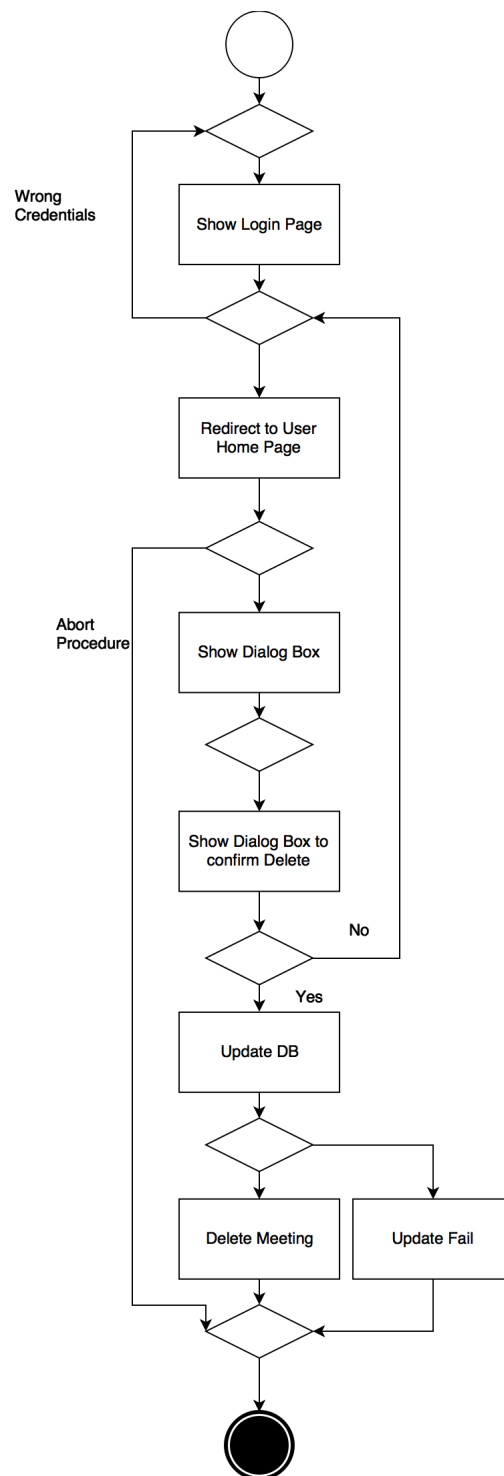 Wrong
Credentials
Show Login Page
Redirect to User
Home Page
Abort
Procedure
Show Dialog Box
Show Dialog Box to
confirm Delete
No
Yes
Update DB
Delete Meeting
Update Fail